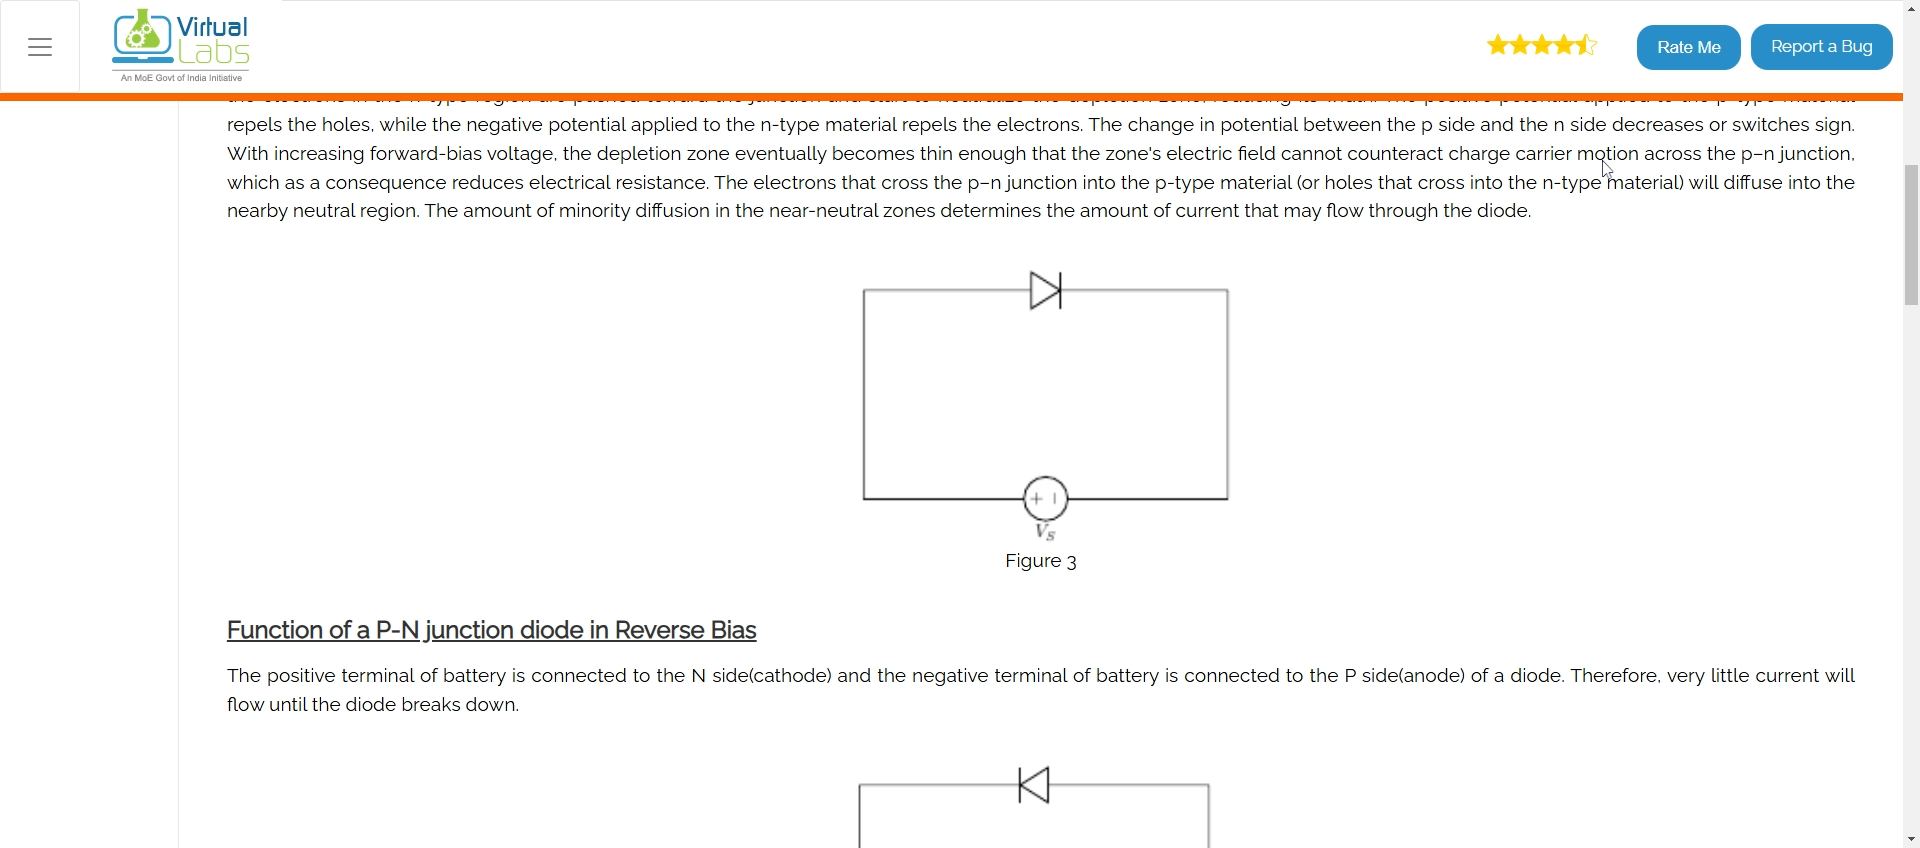 Virtual
Labs
An MoE Govt of India Initiative
Rate Me
Report a Bug
repels the holes, while the negative potential applied to the n-type material repels the electrons. The change in potential between the p side and the n side decreases or switches sign.
With increasing forward-bias voltage, the depletion zone eventually becomes thin enough that the zone's electric field cannot counteract charge carrier motion across the p–n junction,
which as a consequence reduces electrical resistance. The electrons that cross the p–n junction into the p-type material (or holes that cross into the n-type material) will diffuse into the
nearby neutral region. The amount of minority diffusion in the near-neutral zones determines the amount of current that may flow through the diode.
+ I
Vs
Figure 3
Function of a P-N junction diode in Reverse Bias
The positive terminal of battery is connected to the N side(cathode) and the negative terminal of battery is connected to the P side(anode) of a diode. Therefore, very little current will
flow until the diode breaks down.